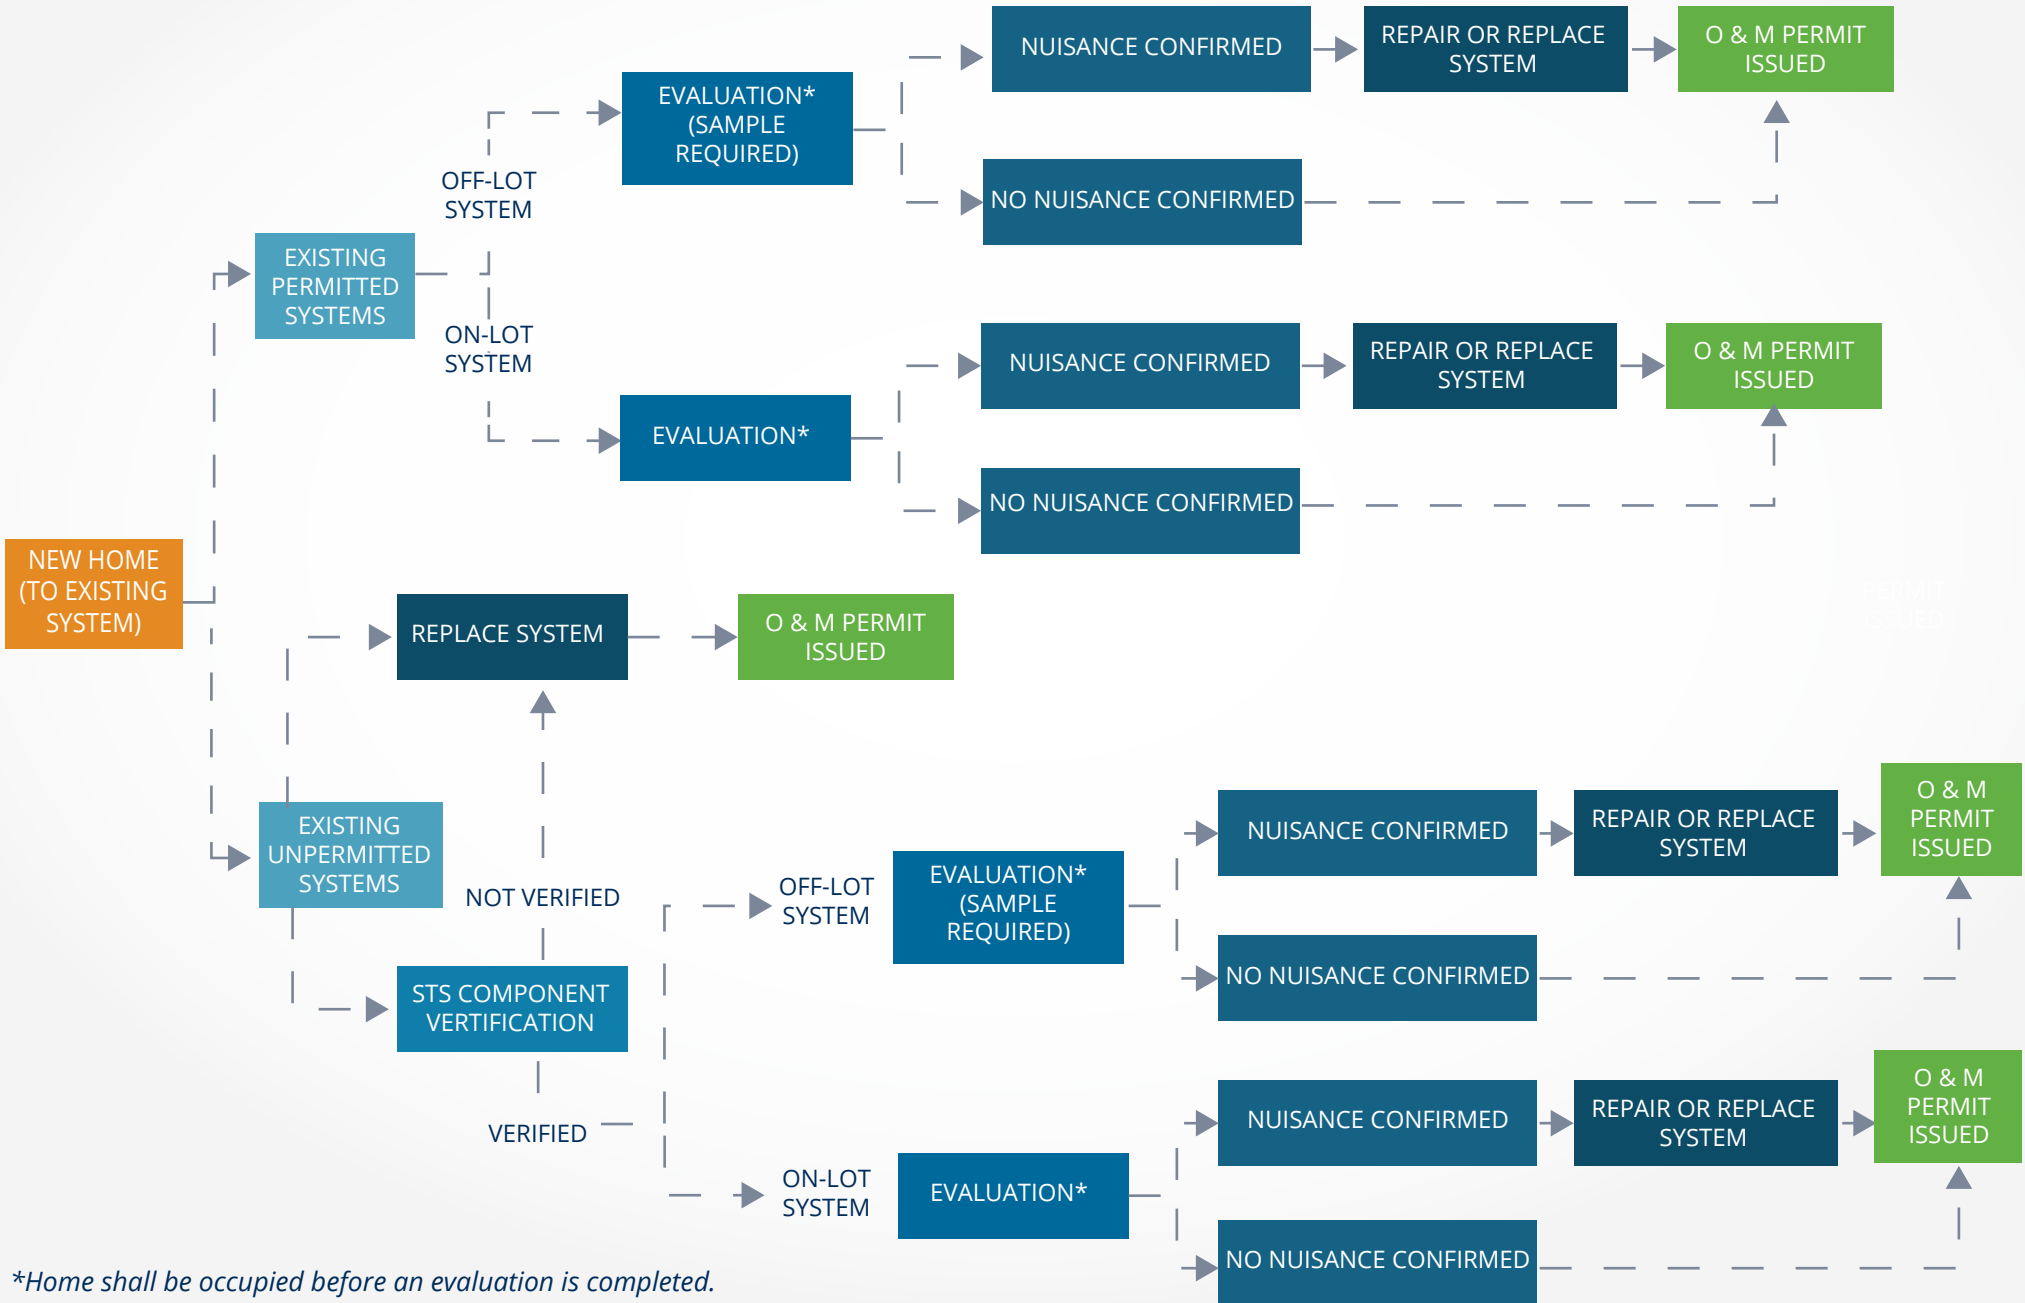 NUISANCE CONFIRMED
REPAIR OR REPLACE
SYSTEM
O & M PERMIT
ISSUED
EVALUATION*
(SAMPLE
REQUIRED)
OFF-LOT
SYSTEM
NO NUISANCE CONFIRMED
EXISTING
PERMITTED
SYSTEMS
ON-LOT
SYSTEM
NUISANCE CONFIRMED
REPAIR OR REPLACE
SYSTEM
O & M PERMIT
ISSUED
EVALUATION*
NO NUISANCE CONFIRMED
NEW HOME
(TO EXISTING
SYSTEM)
PERMIT
ISSUED
REPLACE SYSTEM
O & M PERMIT
ISSUED
EXISTING
UNPERMITTED
SYSTEMS
NOT VERIFIED
STS COMPONENT
VERTIFICATION
VERIFIED
OFF-LOT
SYSTEM
EVALUATION*
(SAMPLE
REQUIRED)
NUISANCE CONFIRMED
REPAIR OR REPLACE
SYSTEM
O & M
PERMIT
ISSUED
NO NUISANCE CONFIRMED
ON-LOT
SYSTEM
EVALUATION*
NUISANCE CONFIRMED
REPAIR OR REPLACE
SYSTEM
O & M
PERMIT
ISSUED
NO NUISANCE CONFIRMED
*Home shall be occupied before an evaluation is completed.